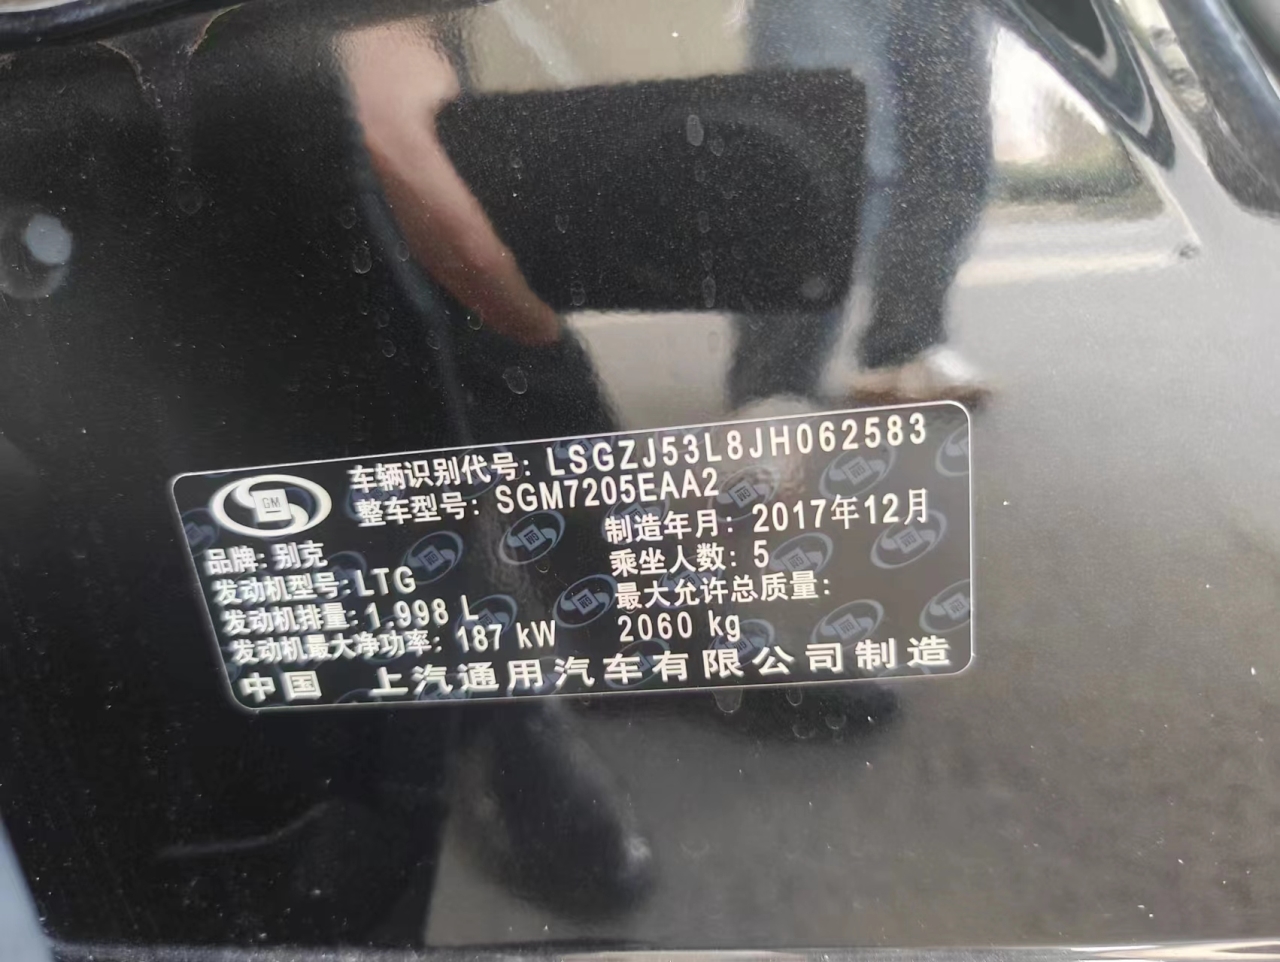 GM
车辆识别代号: LSGZJ53L8JH062583
整车型号: SGM7205EAA2
制造年月: 2017年12月
品牌: 别克
乘坐人数: 5
发动机型号: LTG
最大允许总质量:
发动机排量: 1.998 L
2060 kg
发动机最大净功率: 187 kW
中国 上汽通用汽车有限公司制造